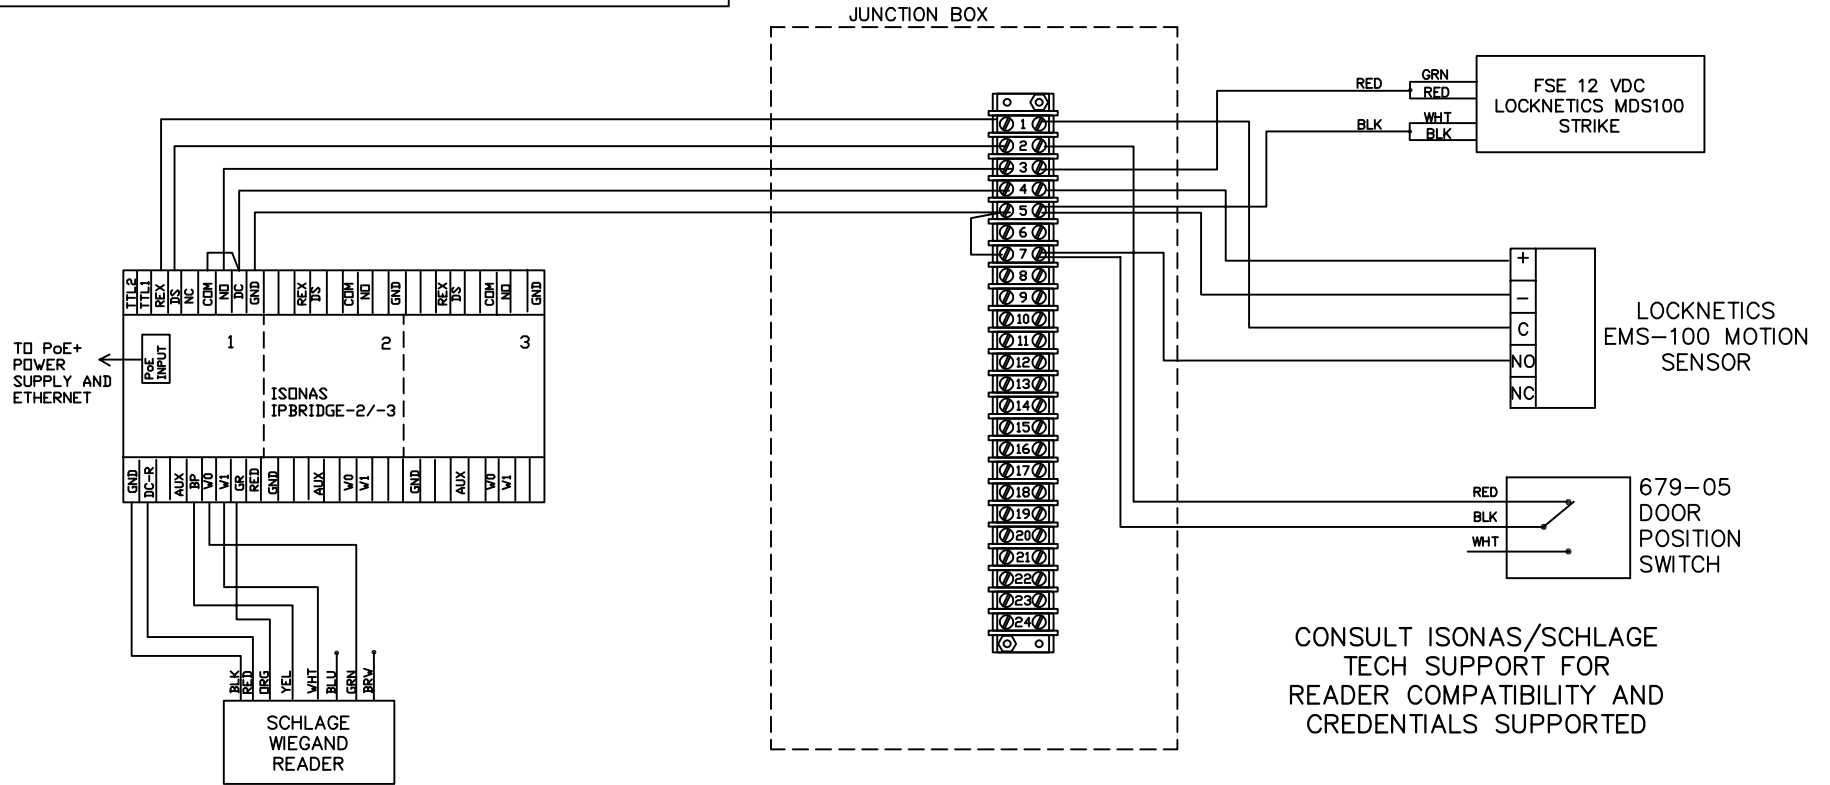 JUNCTION BOX
RED
GRN
RED
BLK
WHT
BLK
FSE 12 VDC
LOCKNETICS MDS100
STRIKE
1
2
3
4
5
6
7
8
9
10
11
12
13
14
15
16
17
18
19
20
21
22
23
24
+
-
C
NO
NC
LOCKNETICS
EMS-100 MOTION
SENSOR
TTL2
TTL1
REX
DS
NC
COM
NO
DC
GND
REX
DS
COM
NO
GND
REX
DS
COM
NO
GND
1
2
3
TO PoE+
POWER
SUPPLY AND
ETHERNET
PoE
INPUT
ISONAS
IPBRIDGE-2/-3
GND
DC-R
AUX
BP
W0
W1
GR
RED
GND
AUX
W0
W1
GND
AUX
W0
W1
RED
BLK
WHT
679-05
DOOR
POSITION
SWITCH
BLK
RED
ORG
YEL
WHT
BLU
GRN
BRW
SCHLAGE
WIEGAND
READER
CONSULT ISONAS/SCHLAGE
TECH SUPPORT FOR
READER COMPATIBILITY AND
CREDENTIALS SUPPORTED